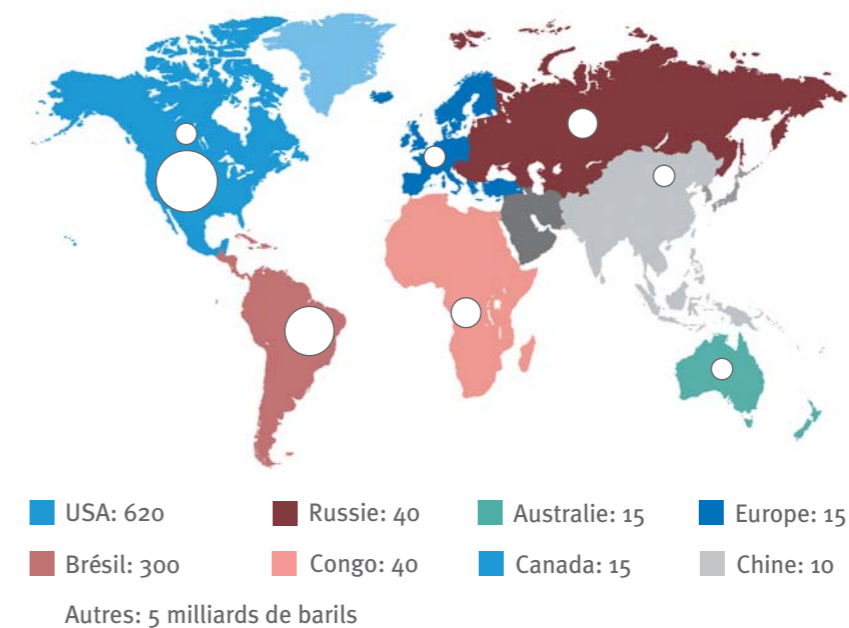 USA: 620 Russie: 40 Australie: 15 Europe: 15
Brésil: 300 Congo: 40 Canada: 15 Chine: 10
Autres: 5 milliards de barils